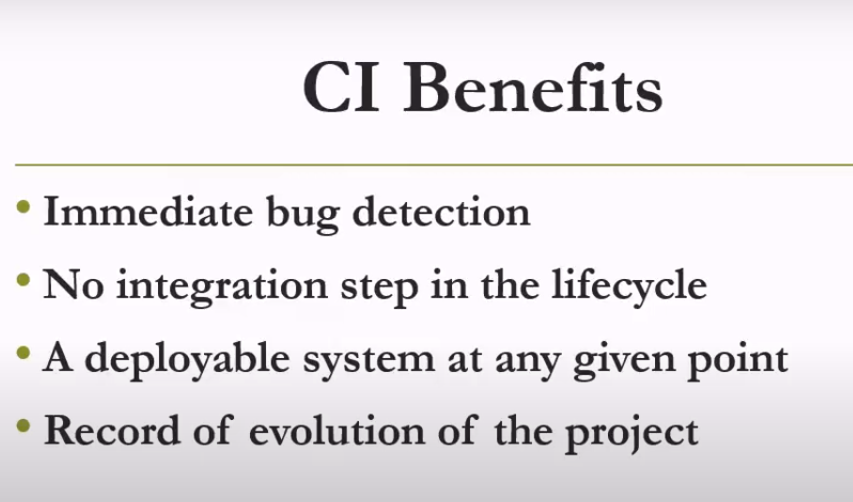 CI Benefits
• Immediate bug detection
• No integration step in the lifecycle
• A deployable system at any given point
• Record of evolution of the project